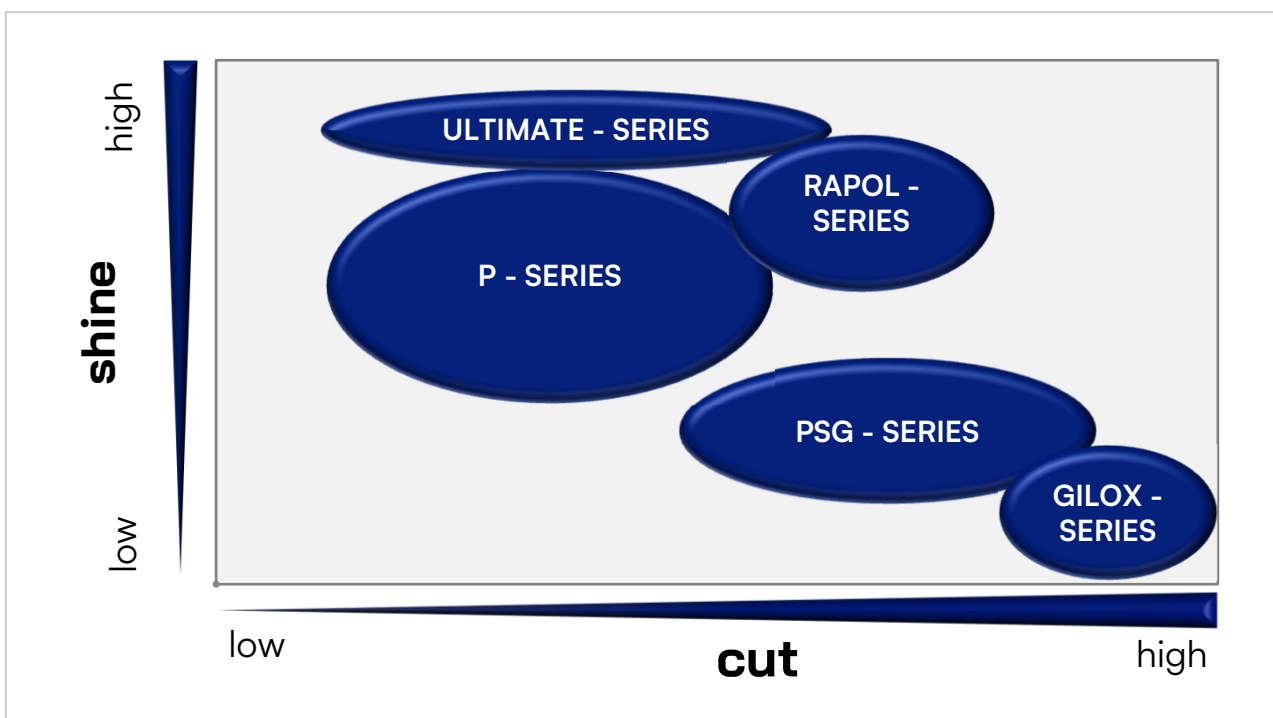 high
shine
low
ULTIMATE - SERIES
RAPOL -
SERIES
P - SERIES
PSG - SERIES
GILOX -
SERIES
low
cut
high